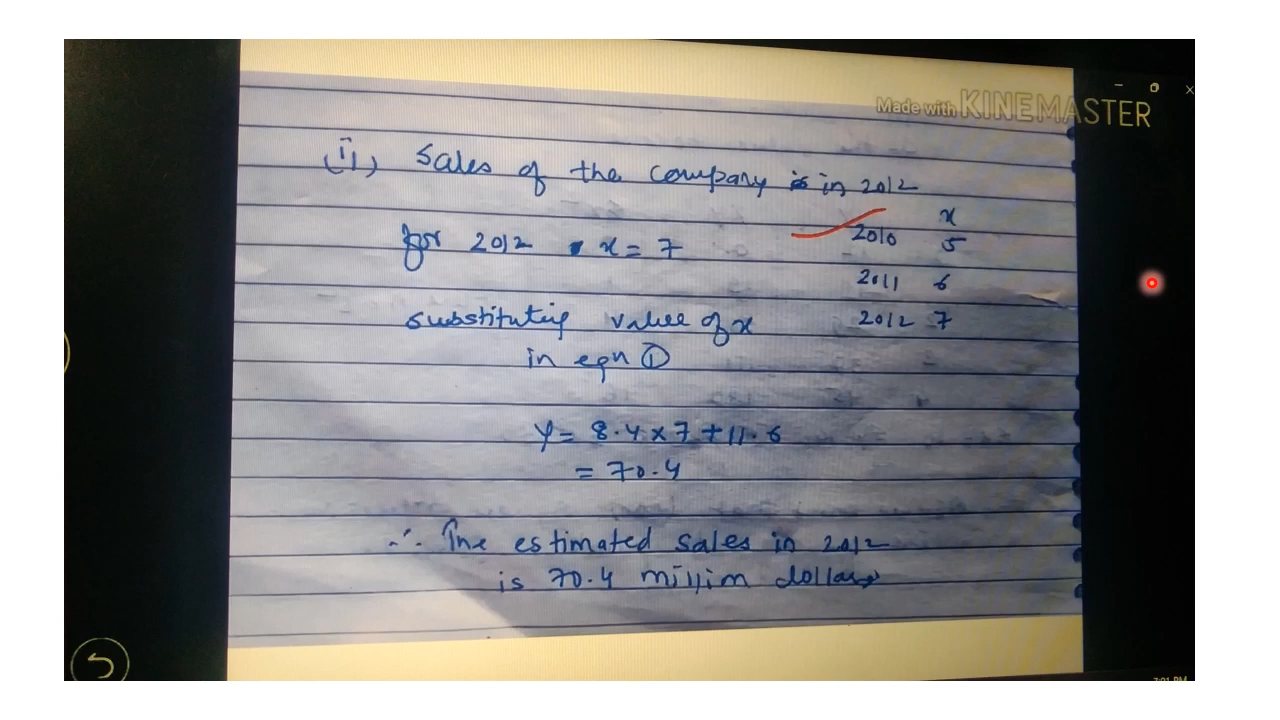 Made with KINEMASTER
(ii) Sales of the company is in 2012
x
for 2012 x = 7
2010 5
2011 6
substituting value of x
2012 7
in eqn ①
y = 8.4 x 7 + 11.6
= 70.4
∴ The estimated sales in 2012
is 70.4 million dollars